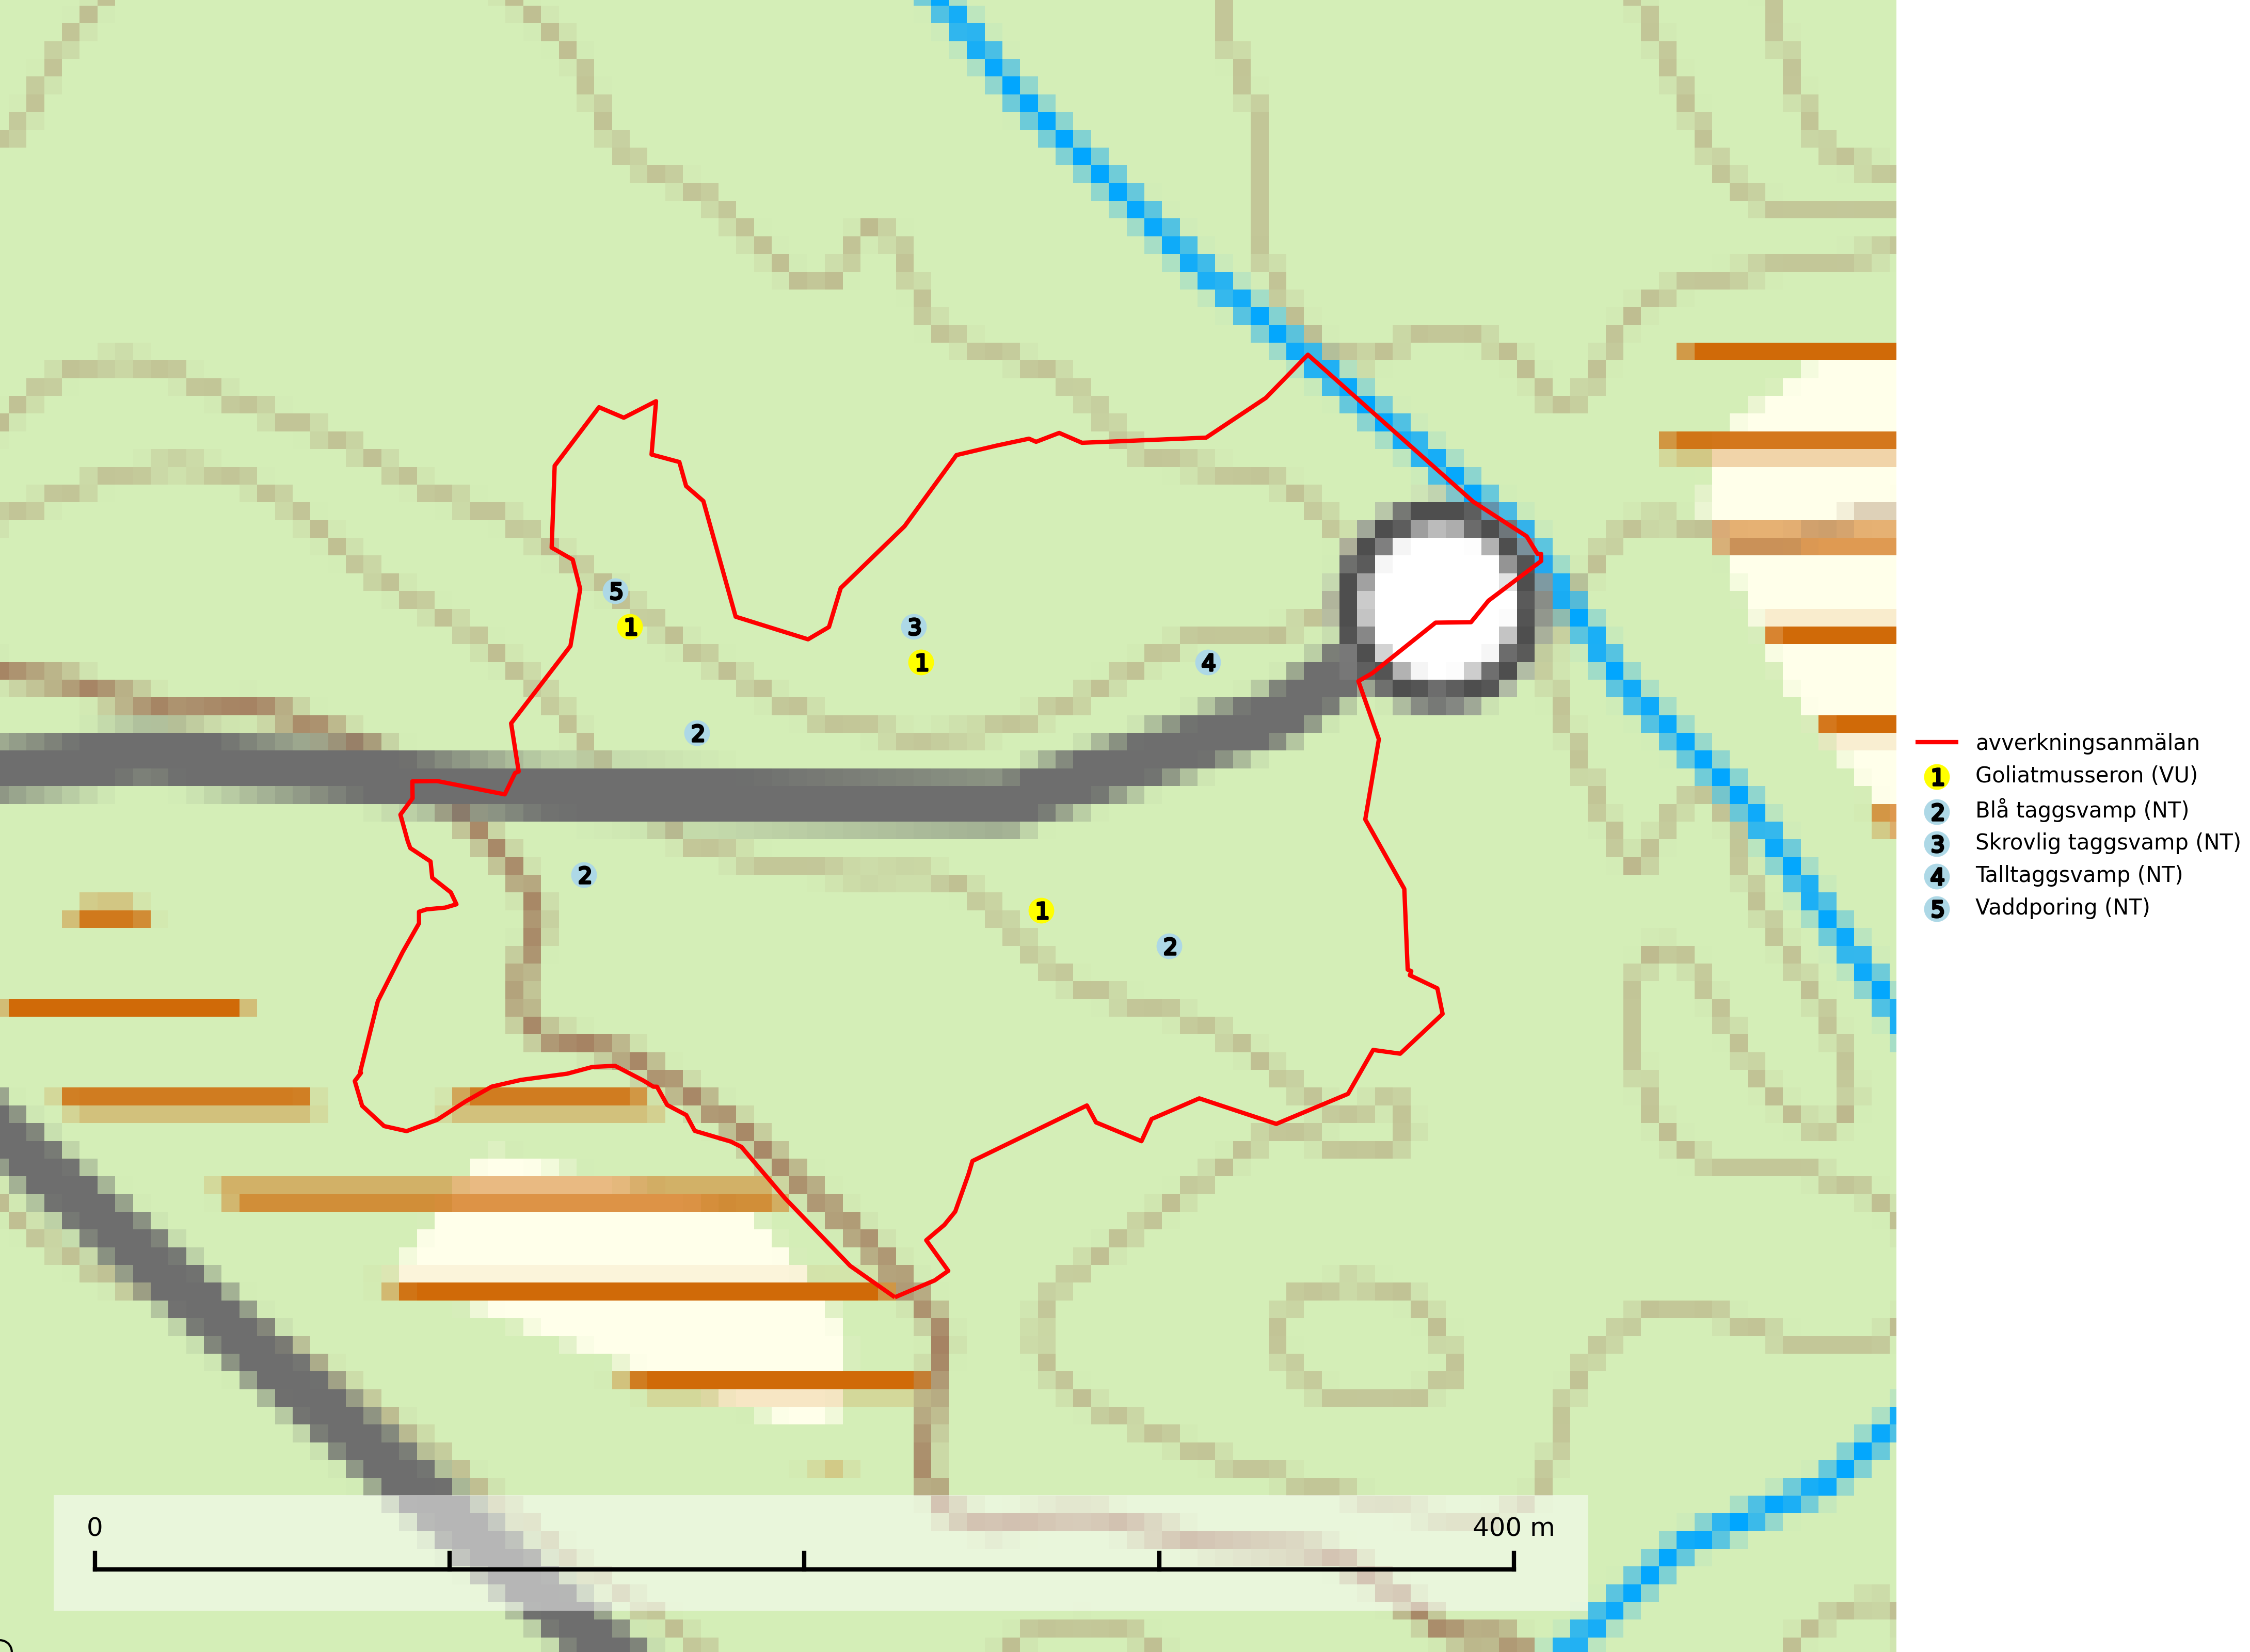 5
1
3
1
4
2
2
1
2
avverkningsanmälan
1 Goliatmusseron (VU)
2 Blå taggsvamp (NT)
3 Skrovlig taggsvamp (NT)
4 Talltaggsvamp (NT)
5 Vaddporing (NT)
0 400 m